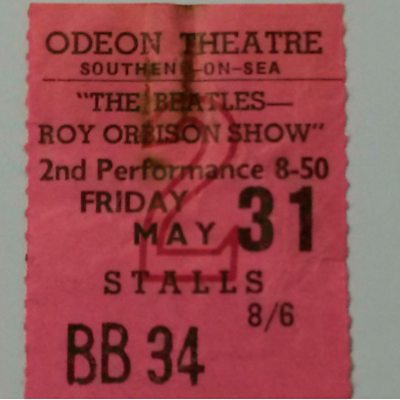 ODEON THEATRE
SOUTHEND-ON-SEA
"THE BEATLES—
ROY ORBISON SHOW"
2nd Performance 8-50
FRIDAY
MAY 31
2
STALLS
8/6
BB 34